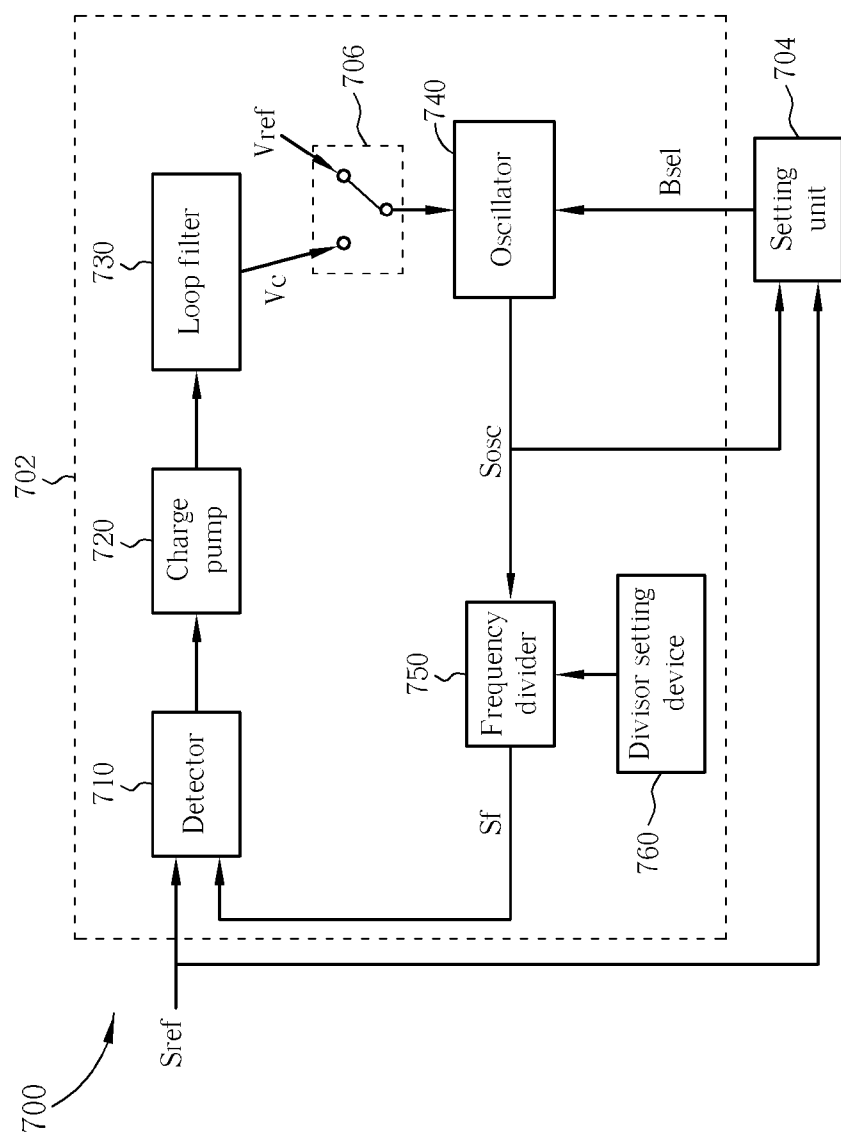 700
702
Sref
710
Detector
720
Charge
pump
730
Loop filter
Vc
Vref
706
740
Oscillator
Sosc
750
Frequency
divider
Sf
Divisor setting
device
760
Bsel
704
Setting
unit